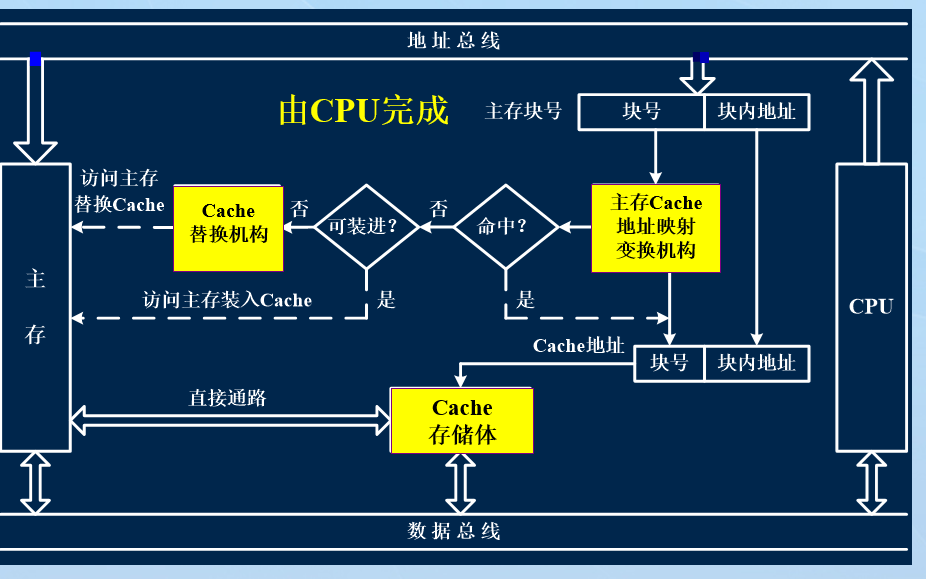 地址总线
由CPU完成
主存块号
块号
块内地址
访问主存
替换Cache
Cache
替换机构
否
可装进？
否
命中？
主存Cache
地址映射
变换机构
主
存
访问主存装入Cache
是
是
CPU
Cache地址
块号
块内地址
直接通路
Cache
存储体
数据总线